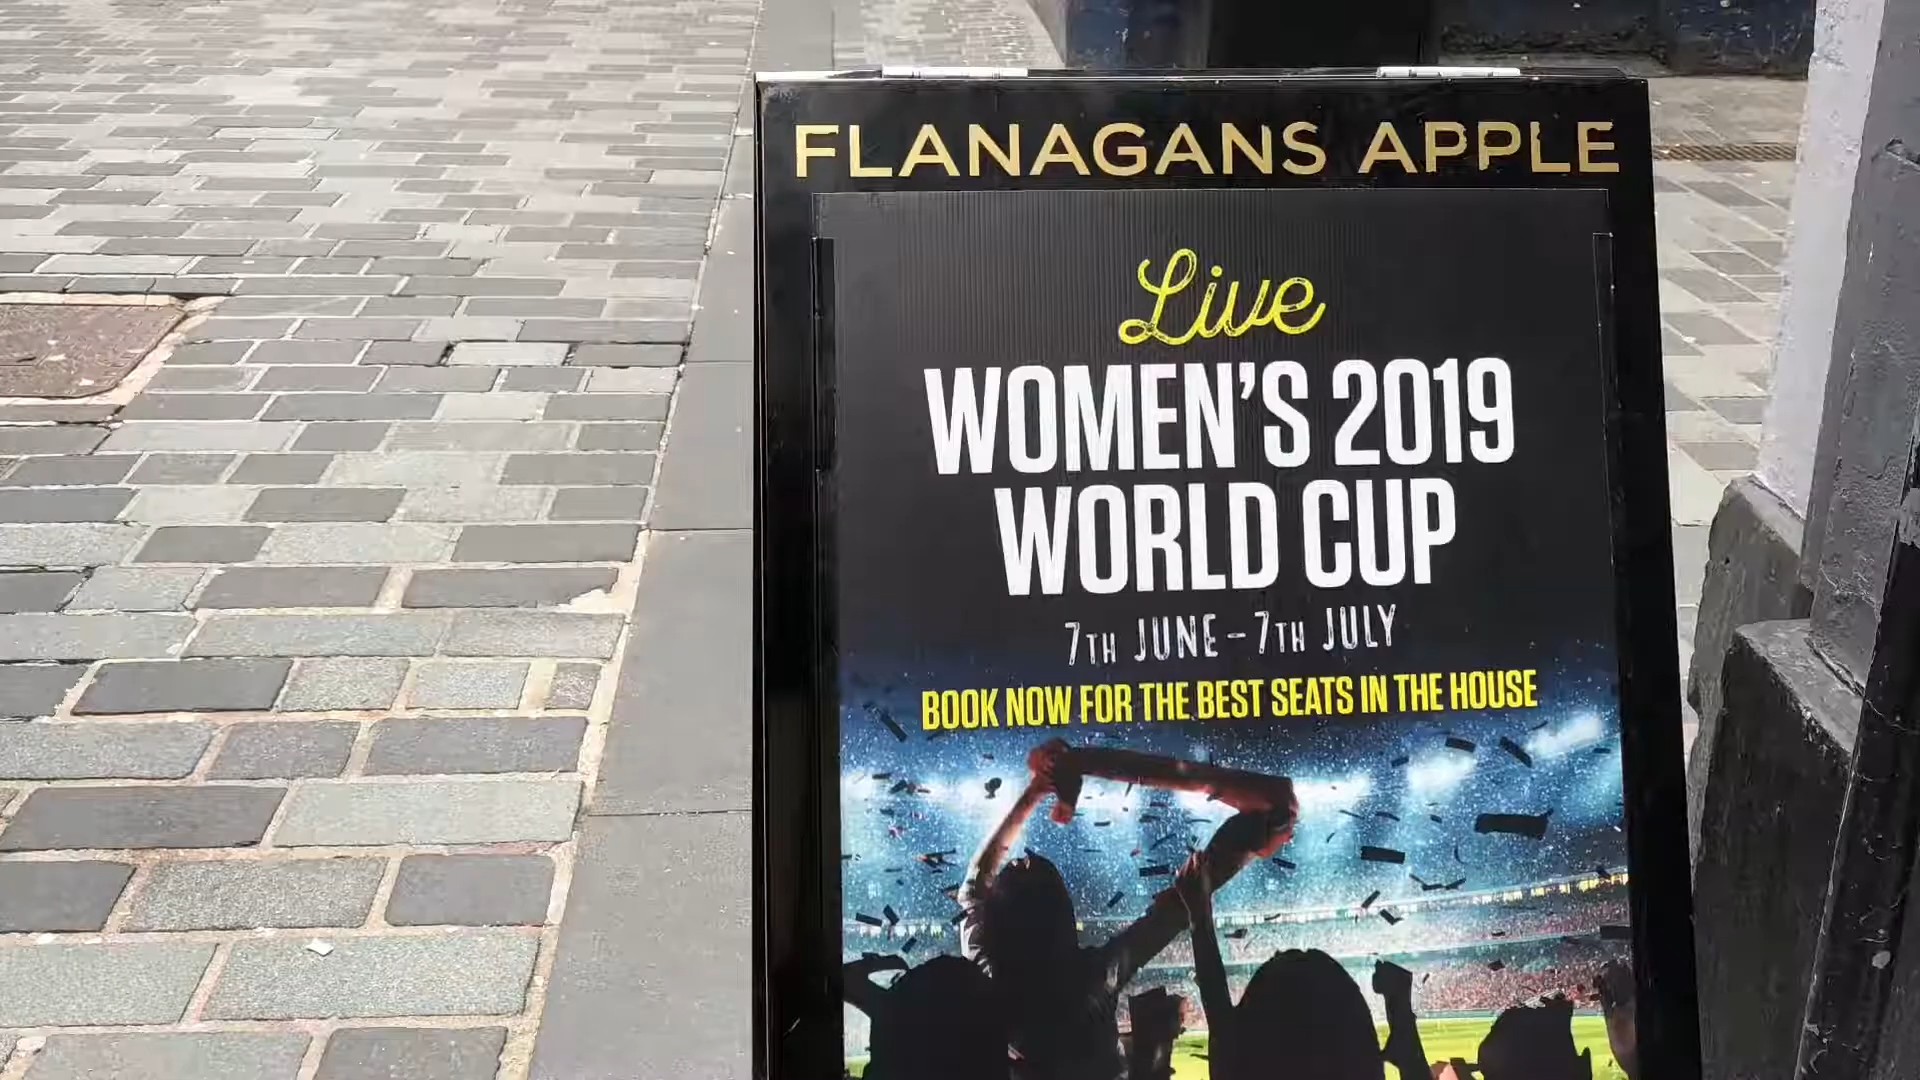 FLANAGANS APPLE
Live
WOMEN'S 2019
WORLD CUP
7TH JUNE - 7TH JULY
BOOK NOW FOR THE BEST SEATS IN THE HOUSE